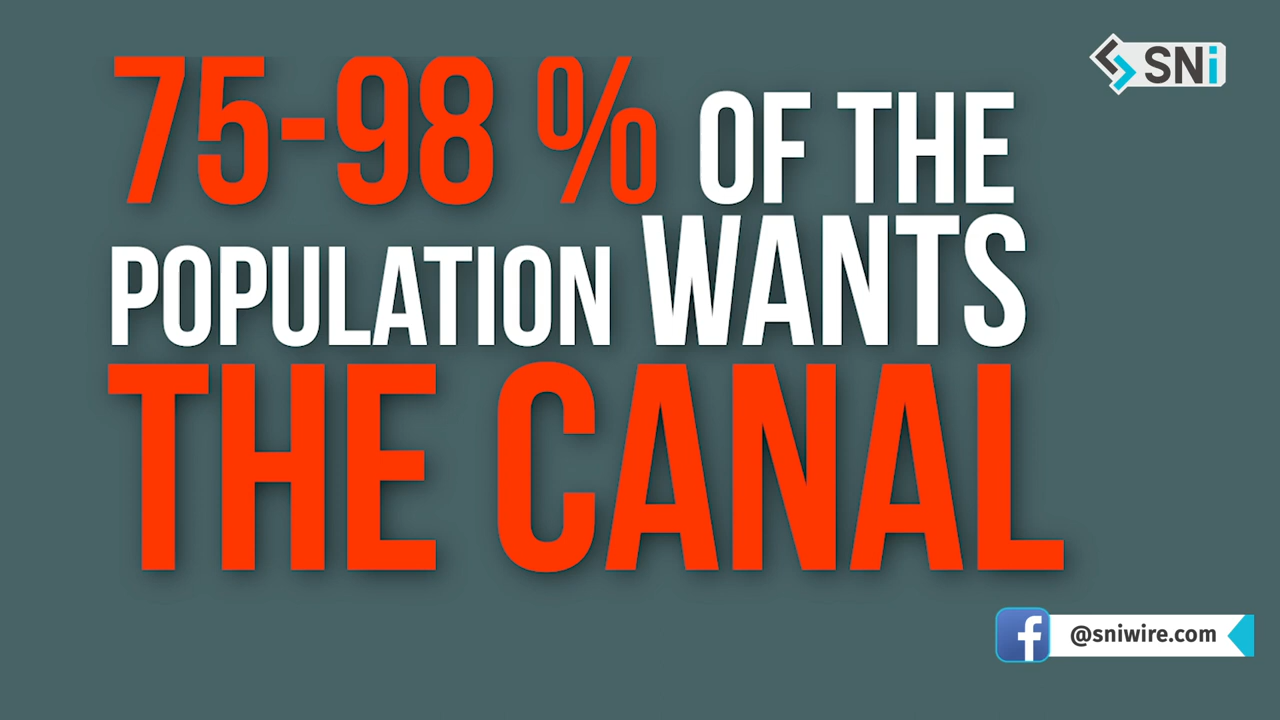 SNi
75-98 % OF THE
POPULATION WANTS
THE CANAL
f @sniwire.com